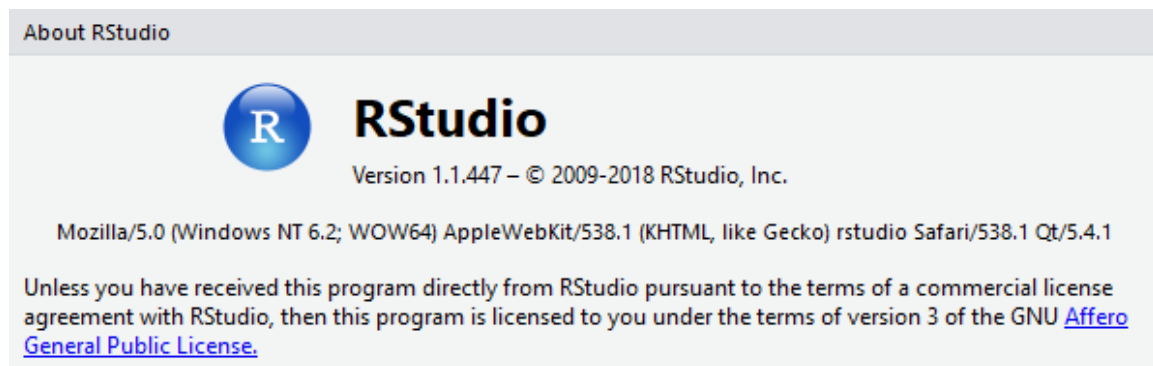 About RStudio
R
RStudio
Version 1.1.447 – © 2009-2018 RStudio, Inc.
Mozilla/5.0 (Windows NT 6.2; WOW64) AppleWebKit/538.1 (KHTML, like Gecko) rstudio Safari/538.1 Qt/5.4.1
Unless you have received this program directly from RStudio pursuant to the terms of a commercial license
agreement with RStudio, then this program is licensed to you under the terms of version 3 of the GNU Affero
General Public License.